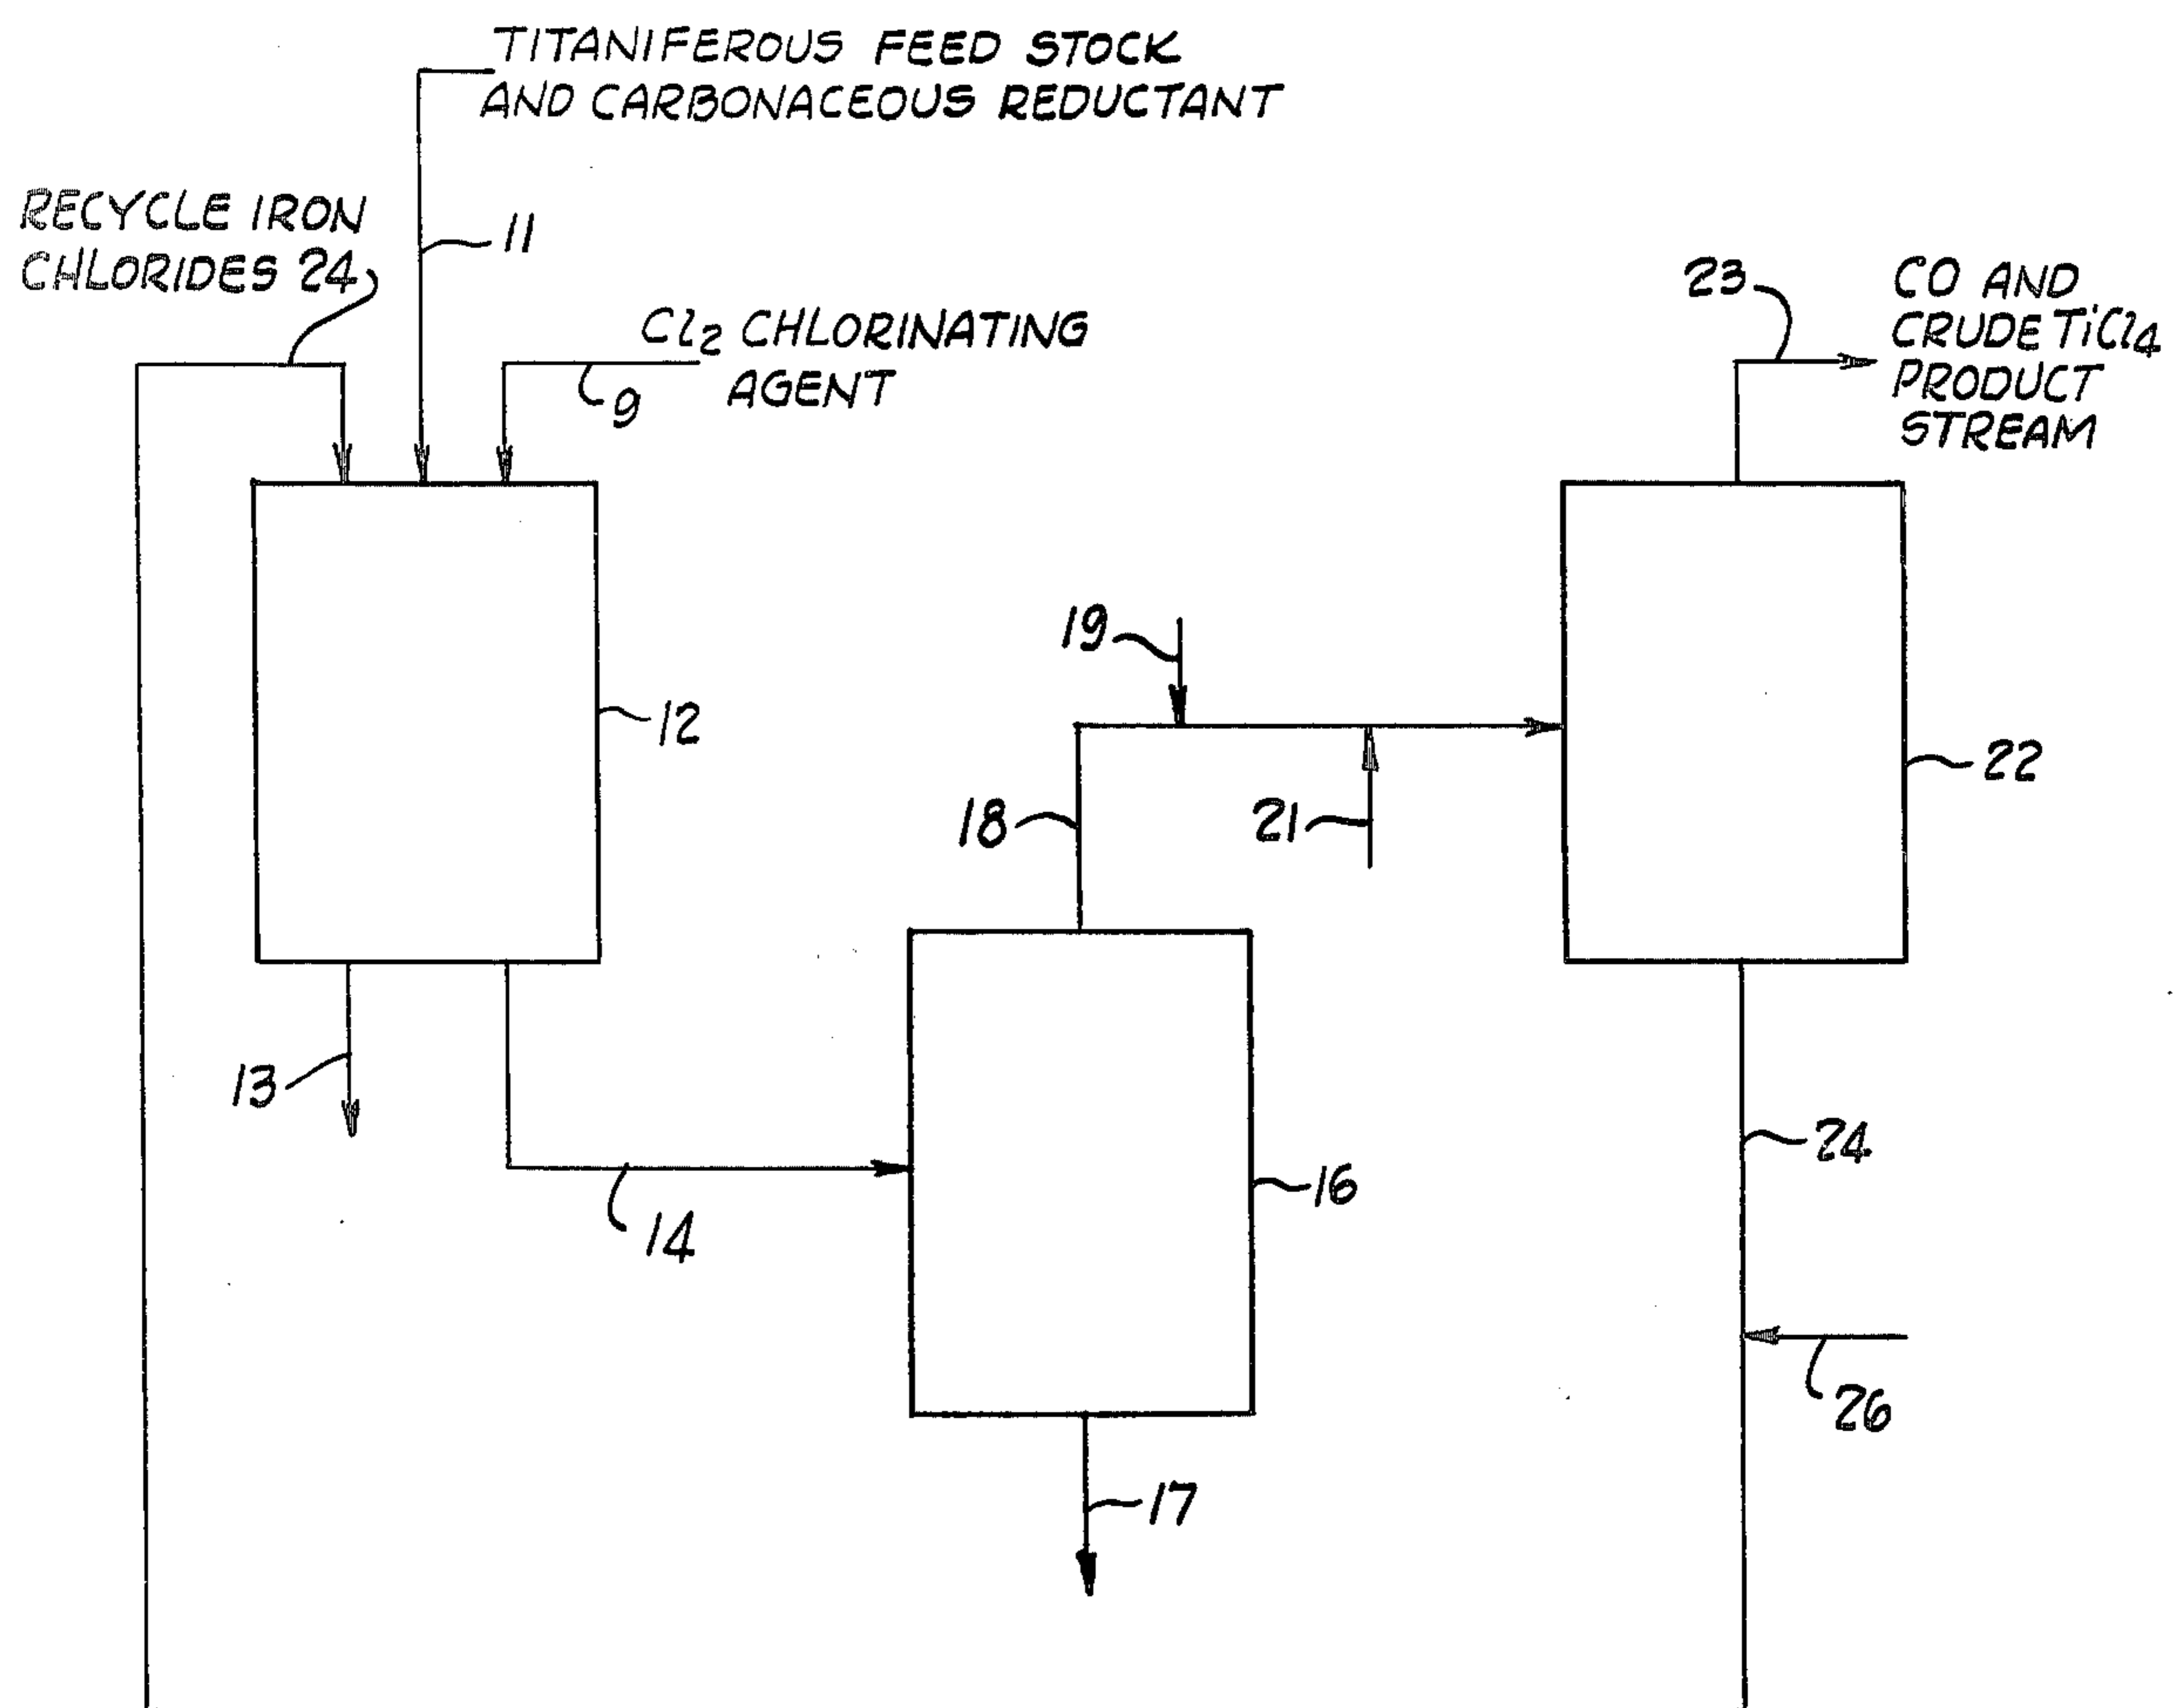 TITANIFEROUS FEED STOCK
AND CARBONACEOUS REDUCTANT
RECYCLE IRON
CHLORIDES 24
11
Cl2 CHLORINATING
AGENT
9
23
CO AND
CRUDE TiCl4
PRODUCT
STREAM
12
19
22
18
21
13
14
16
24
26
17